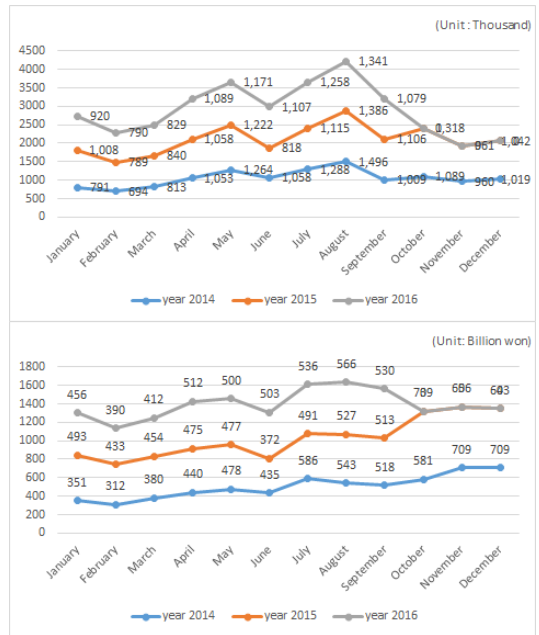 (Unit : Thousand)
4500
4000
3500
3000
2500
2000
1500
1000
500
0
920 790 829 1,089 1,171 1,107 1,258 1,341 1,079
1,008 789 840 1,058 1,222 818 1,115 1,386 1,106 1,318 961 1,042
791 694 813 1,053 1,264 1,058 1,288 1,496 1,009 1,089 960 1,019
January February March April May June July August September October November December
year 2014 year 2015 year 2016
(Unit: Billion won)
1800
1600
1400
1200
1000
800
600
400
200
0
456 390 412 512 500 503 536 566 530
493 433 454 475 477 372 491 527 513
351 312 380 440 478 435 586 543 518 581 709 709
January February March April May June July August September October November December
year 2014 year 2015 year 2016